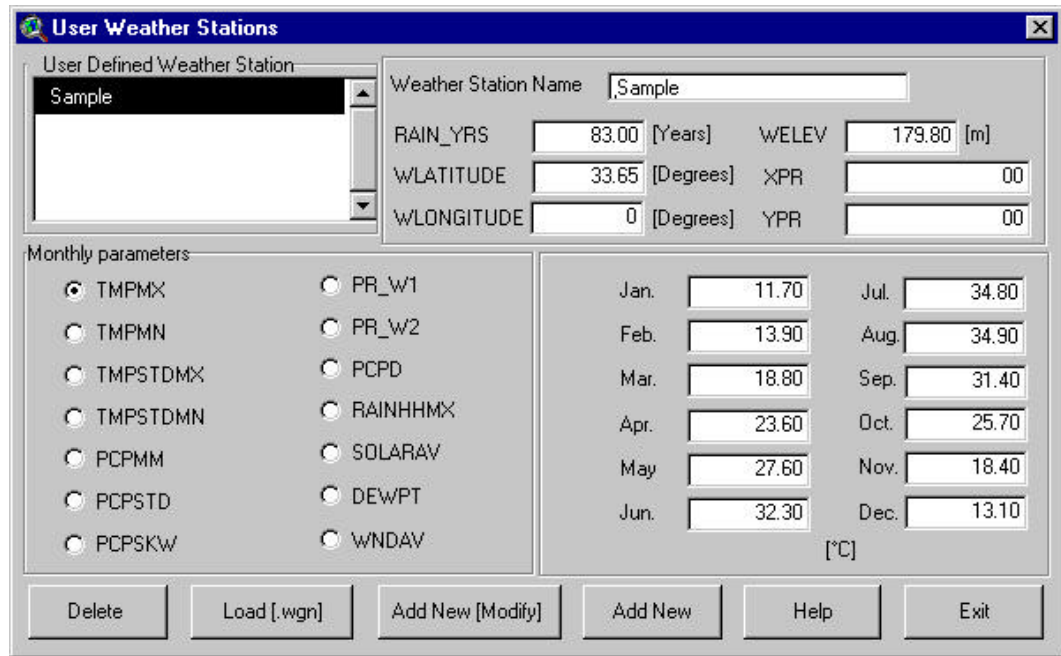 User Weather Stations
User Defined Weather Station
Sample
Weather Station Name ,Sample
RAIN_YRS 83.00 [Years] WELEV 179.80 [m]
WLATITUDE 33.65 [Degrees] XPR 00
WLONGITUDE 0 [Degrees] YPR 00
Monthly parameters
TMPMX PR_W1
TMPMN PR_W2
TMPSTDMX PCPD
TMPSTDMN RAINHHMX
PCPMM SOLARAV
PCPSTD DEWPT
PCPSKW WNDAV
Jan. 11.70 Jul. 34.80
Feb. 13.90 Aug. 34.90
Mar. 18.80 Sep. 31.40
Apr. 23.60 Oct. 25.70
May 27.60 Nov. 18.40
Jun. 32.30 Dec. 13.10
[°C]
Delete Load [.wgn] Add New [Modify] Add New Help Exit